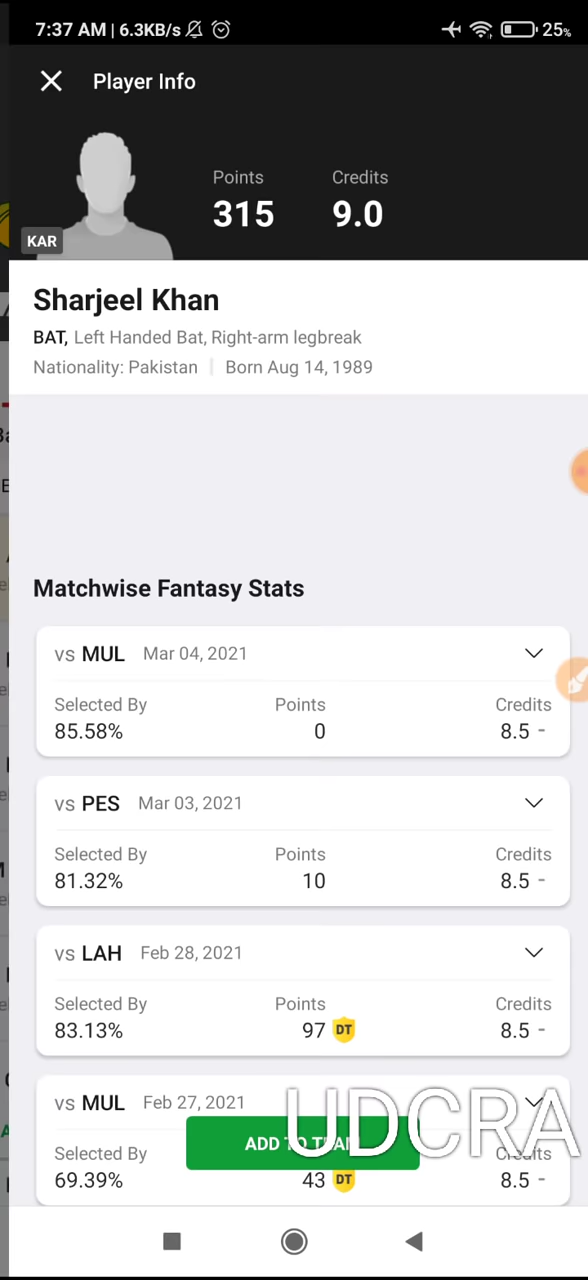 7:37 AM | 6.3KB/s
25%
Player Info
Points Credits
315 9.0
KAR
Sharjeel Khan
BAT, Left Handed Bat, Right-arm legbreak
Nationality: Pakistan | Born Aug 14, 1989
Matchwise Fantasy Stats
vs MUL Mar 04, 2021
Selected By Points Credits
85.58% 0 8.5 -
vs PES Mar 03, 2021
Selected By Points Credits
81.32% 10 8.5 -
vs LAH Feb 28, 2021
Selected By Points Credits
83.13% 97 DT 8.5 -
vs MUL Feb 27, 2021
UDCRA
ADD TO TEAM
Selected By Credits
69.39% 43 DT 8.5 -